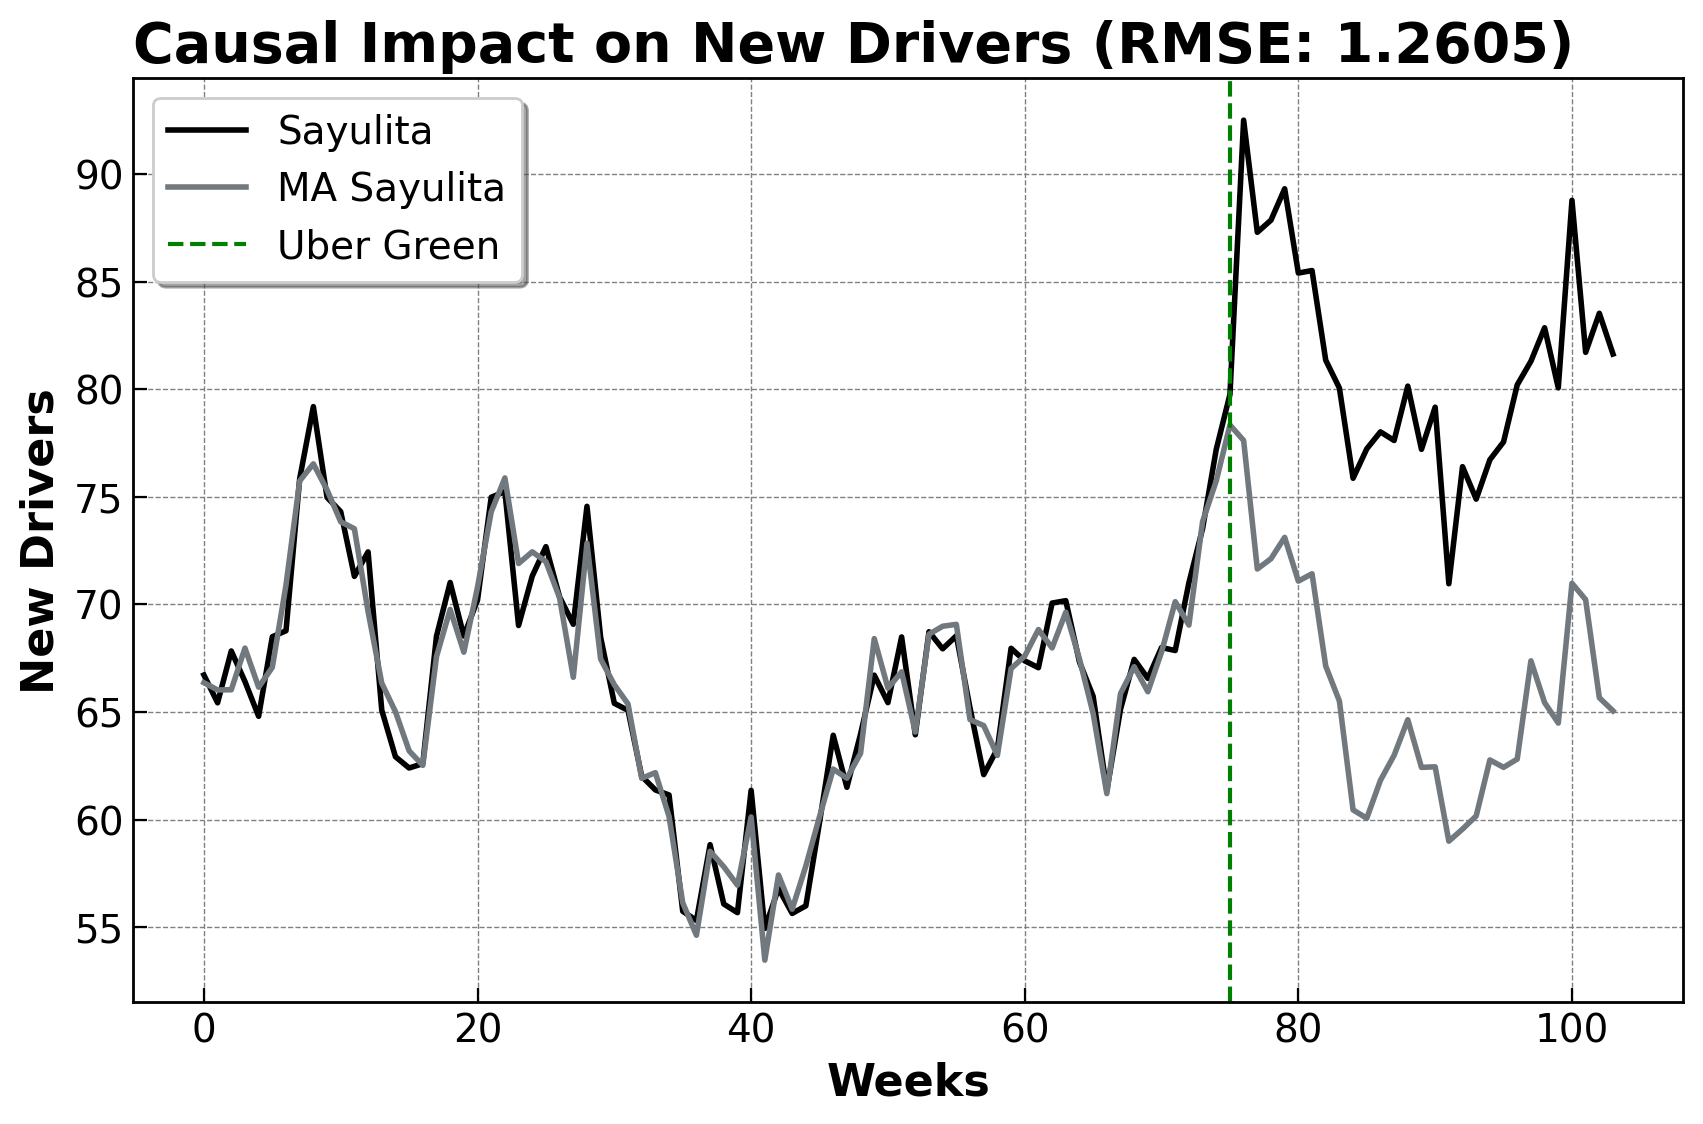 Causal Impact on New Drivers (RMSE: 1.2605)
Sayulita
MA Sayulita
Uber Green
New Drivers
90
85
80
75
70
65
60
55
0 20 40 60 80 100
Weeks